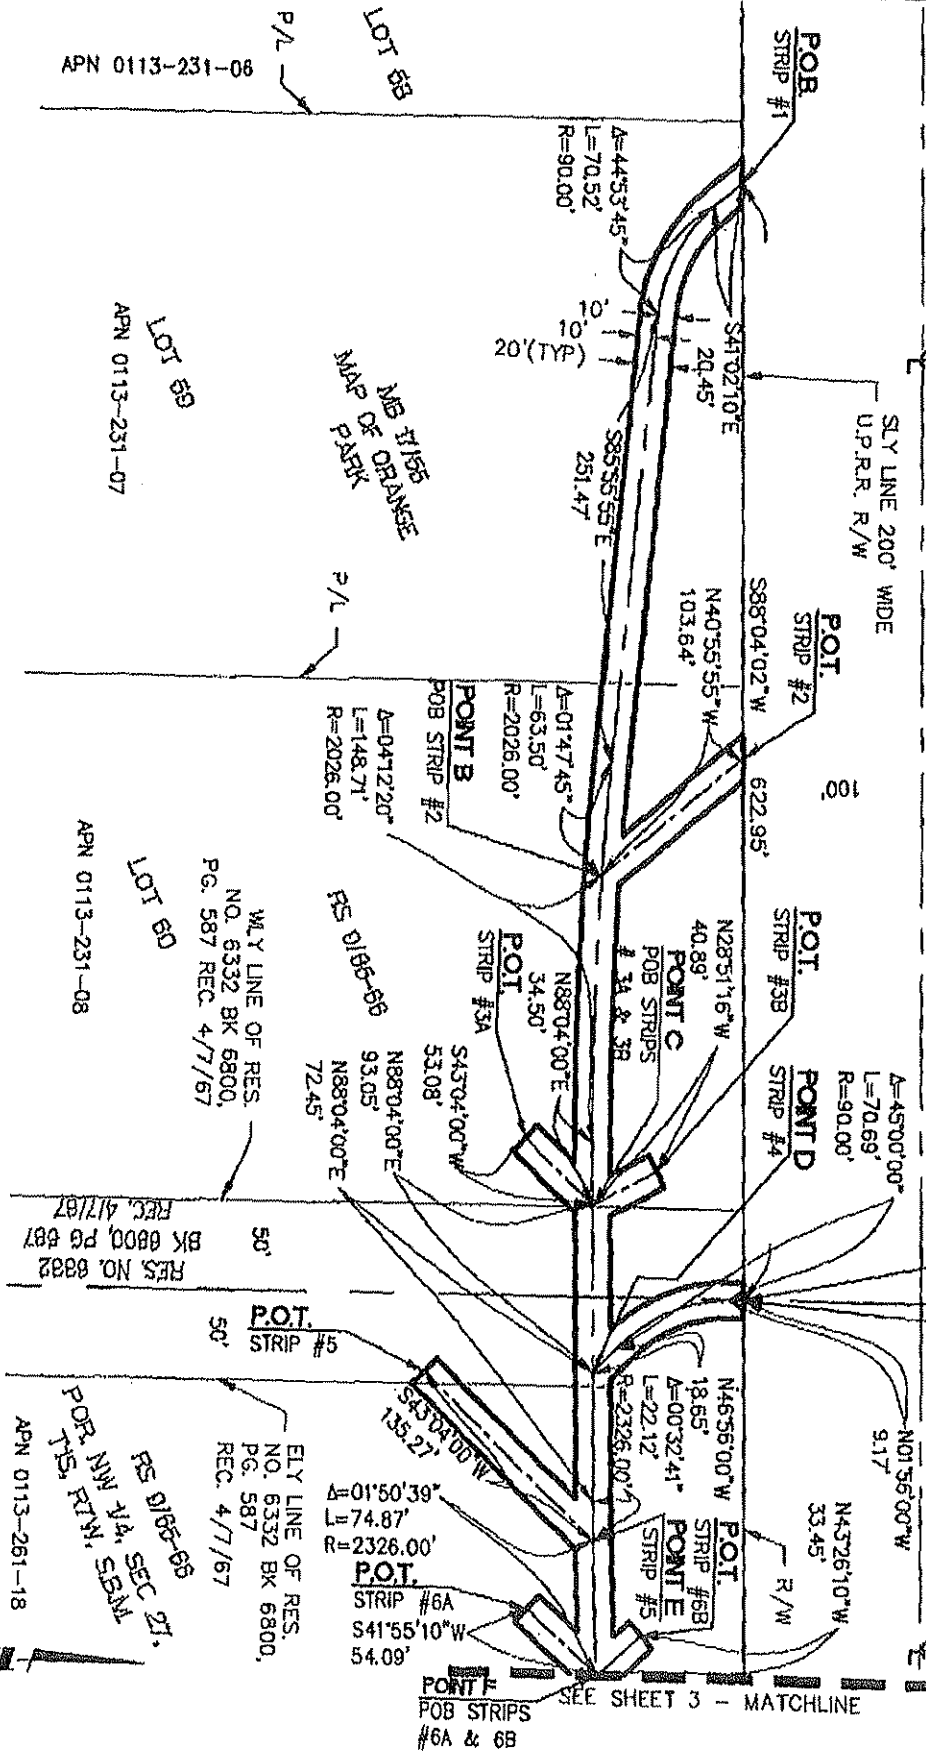 P.O.B.
STRIP #1
SLY LINE 200' WIDE
U.P.R.R. R/W
P.O.T.
STRIP #2
100'
S88°04'02"W 622.95'
N40°55'55"W
103.64'
P.O.T.
STRIP #3B
N28°51'16"W
40.89'
POINT C
POB STRIPS
# 3A & 3B
Δ=45°00'00"
L=70.69'
R=90.00'
POINT D
STRIP #4
N01°56'00"W
9.17'
N43°26'10"W
33.45'
R/W
P.O.T.
STRIP #6B
POINT E
STRIP #5
N46°56'00"W
18.65'
Δ=00°32'41"
L=22.12'
R=2326.00'
S41°02'10"E
20.45'
Δ=44°53'45"
L=70.52'
R=90.00'
10'
10'
20'(TYP)
S85°55'55"E
251.47'
Δ=01°47'45"
L=63.50'
R=2026.00'
POINT B
POB STRIP #2
Δ=04°12'20"
L=148.71'
R=2026.00'
N88°04'00"E
34.50'
P.O.T.
STRIP #3A
S43°04'00"W
53.08'
N88°04'00"E
93.05'
N88°04'00"E
72.45'
P.O.T.
STRIP #5
S43°04'00"W
135.27'
Δ=01°50'39"
L=74.87'
R=2326.00'
P.O.T.
STRIP #6A
S41°55'10"W
54.09'
POINT F
POB STRIPS
#6A & 6B
SEE SHEET 3 - MATCHLINE
LOT 68
P/L
APN 0113-231-06
LOT 59
APN 0113-231-07
MB 17/155
MAP OF ORANGE
PARK
P/L
RS 0166-66
LOT 60
APN 0113-231-08
WLY LINE OF RES.
NO. 6332 BK 6800,
PG. 587 REC. 4/7/67
50'
RES. NO. 6332
BK 6800, PG 587
REC. 4/7/67
50'
ELY LINE OF RES.
NO. 6332 BK 6800,
PG. 587
REC. 4/7/67
RS 0166-66
POR. NW 1/4, SEC 27,
T1S, R7W, S.B.M.
APN 0113-261-18